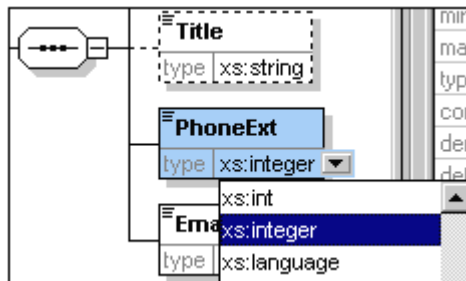 Title
type xs:string
PhoneExt
type xs:integer
xs:int
xs:integer
type
xs:language